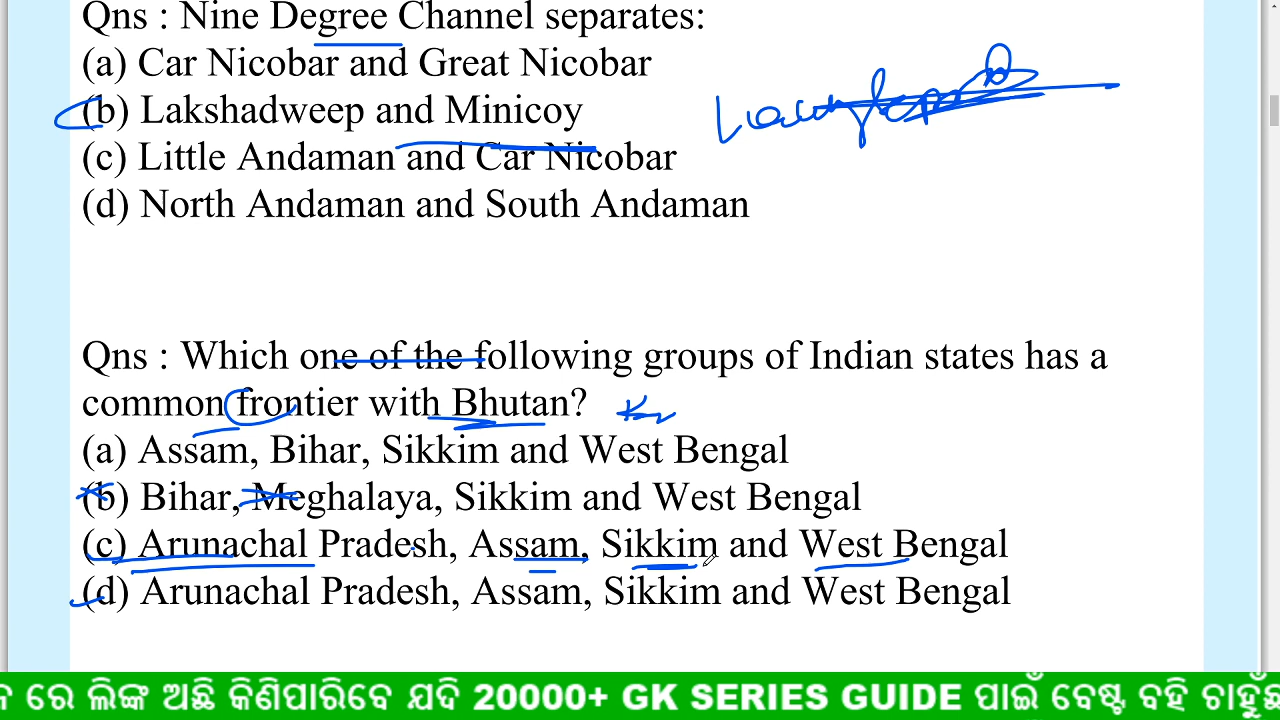 Qns : Nine Degree Channel separates:
(a) Car Nicobar and Great Nicobar
(b) Lakshadweep and Minicoy
(c) Little Andaman and Car Nicobar
(d) North Andaman and South Andaman
Qns : Which one of the following groups of Indian states has a
common frontier with Bhutan?
(a) Assam, Bihar, Sikkim and West Bengal
(b) Bihar, Meghalaya, Sikkim and West Bengal
(c) Arunachal Pradesh, Assam, Sikkim and West Bengal
(d) Arunachal Pradesh, Assam, Sikkim and West Bengal
ରେ ଲିଙ୍କ ଅଛି କିଣିପାରିବେ ଯଦି 20000+ GK SERIES GUIDE ପାଇଁ ବେଷ୍ଟ ବହି